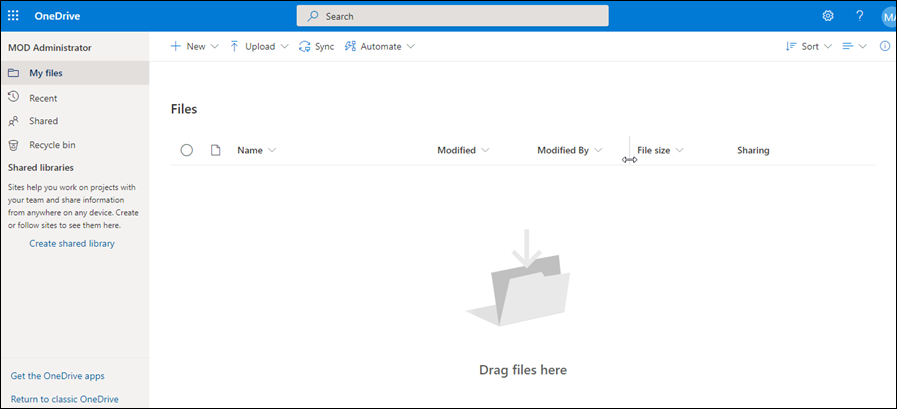 OneDrive
Search
?
MA
MOD Administrator
My files
Recent
Shared
Recycle bin
Shared libraries
Sites help you work on projects with
your team and share information
from anywhere on any device. Create
or follow sites to see them here.
Create shared library
Get the OneDrive apps
Return to classic OneDrive
New
Upload
Sync
Automate
Sort
Files
Name
Modified
Modified By
File size
Sharing
Drag files here